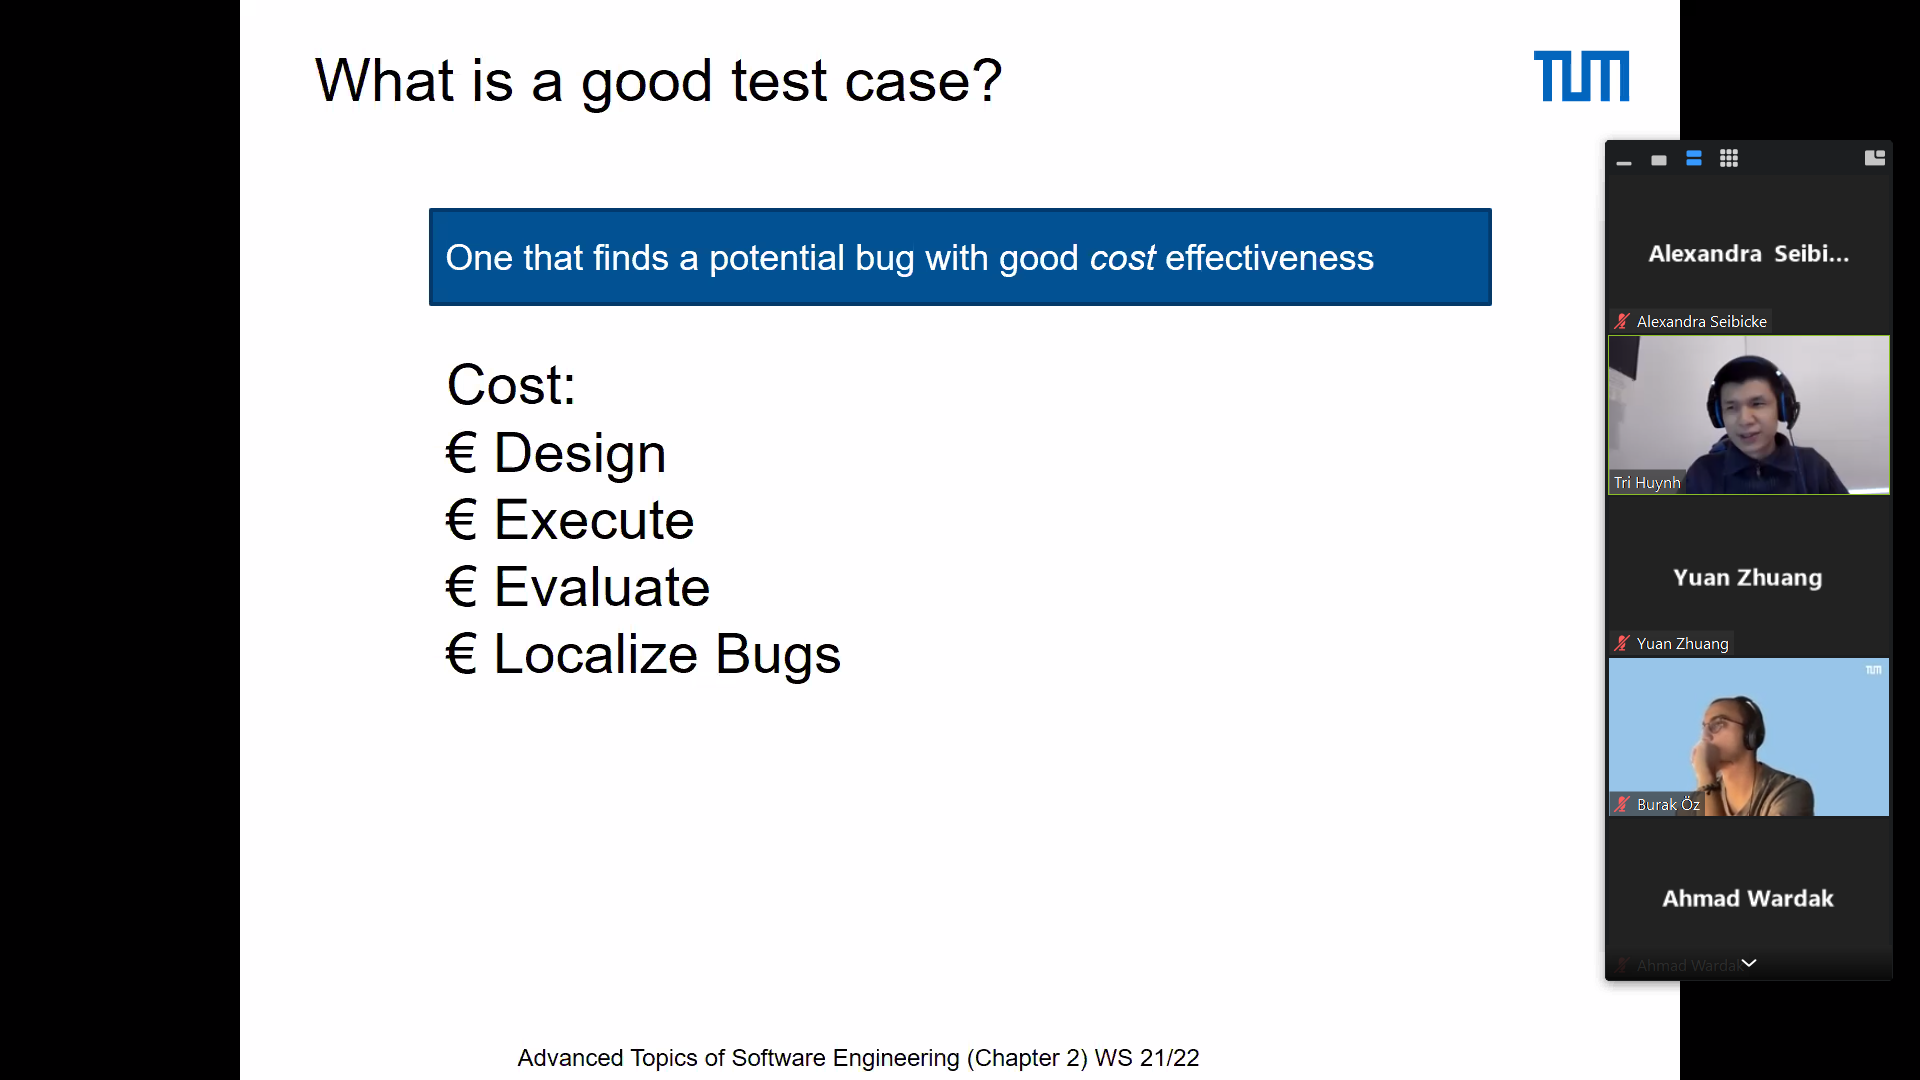 What is a good test case?
TUM
One that finds a potential bug with good cost effectiveness
Cost:
€ Design
€ Execute
€ Evaluate
€ Localize Bugs
Advanced Topics of Software Engineering (Chapter 2) WS 21/22
Alexandra Seibi...
Alexandra Seibicke
Tri Huynh
Yuan Zhuang
Yuan Zhuang
TUM
Burak Öz
Ahmad Wardak
Ahmad Wardak